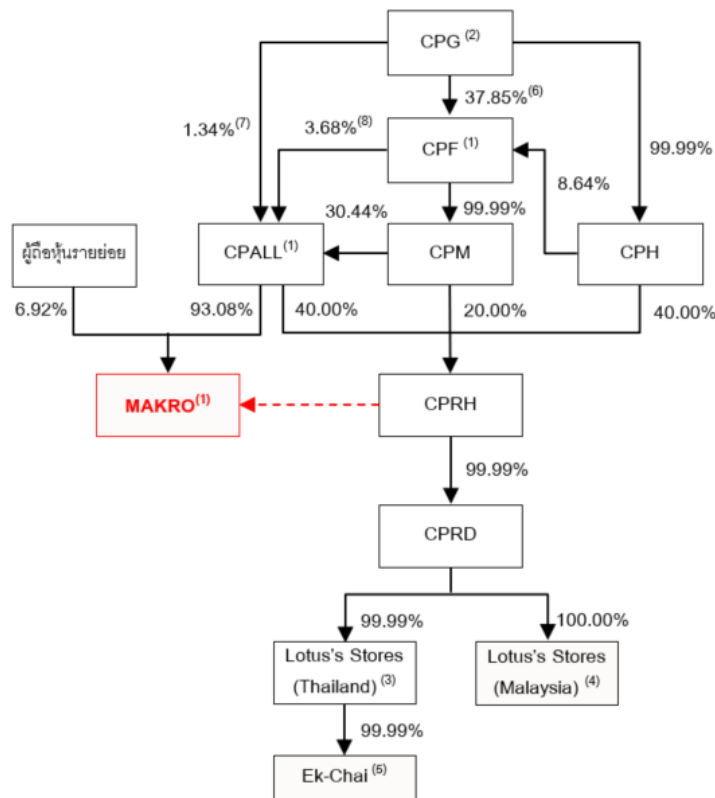 CPG (2)
37.85%(6)
1.34%(7)
3.68%(8)
CPF (1)
99.99%
8.64%
30.44%
99.99%
ผู้ถือหุ้นรายย่อย
CPALL(1)
CPM
CPH
6.92%
93.08%
40.00%
20.00%
40.00%
MAKRO(1)
CPRH
99.99%
CPRD
99.99%
100.00%
Lotus's Stores
(Thailand) (3)
Lotus's Stores
(Malaysia) (4)
99.99%
Ek-Chai (5)